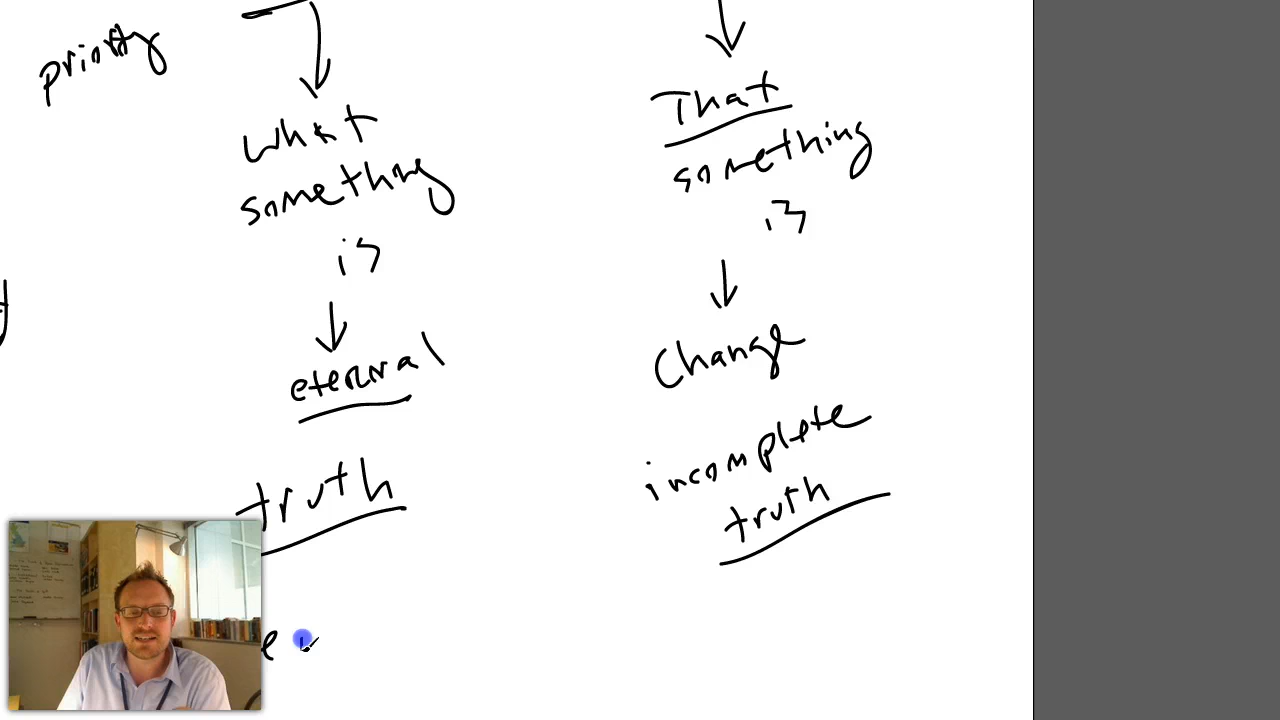 priority
what
something
is
eternal
truth
That
something
is
Change
incomplete
truth